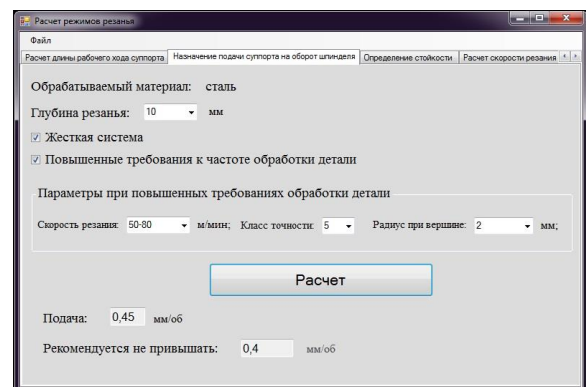 Расчет режимов резанья
Файл
Расчет длины рабочего хода суппорта Назначение подачи суппорта на оборот шпинделя Определение стойкости Расчет скорости резания
Обрабатываемый материал: сталь
Глубина резанья: 10 мм
Жесткая система
Повышенные требования к частоте обработки детали
Параметры при повышенных требованиях обработки детали
Скорость резания: 50-80 м/мин; Класс точности: 5 Радиус при вершине: 2 мм;
Расчет
Подача: 0,45 мм/об
Рекомендуется не привышать: 0,4 мм/об